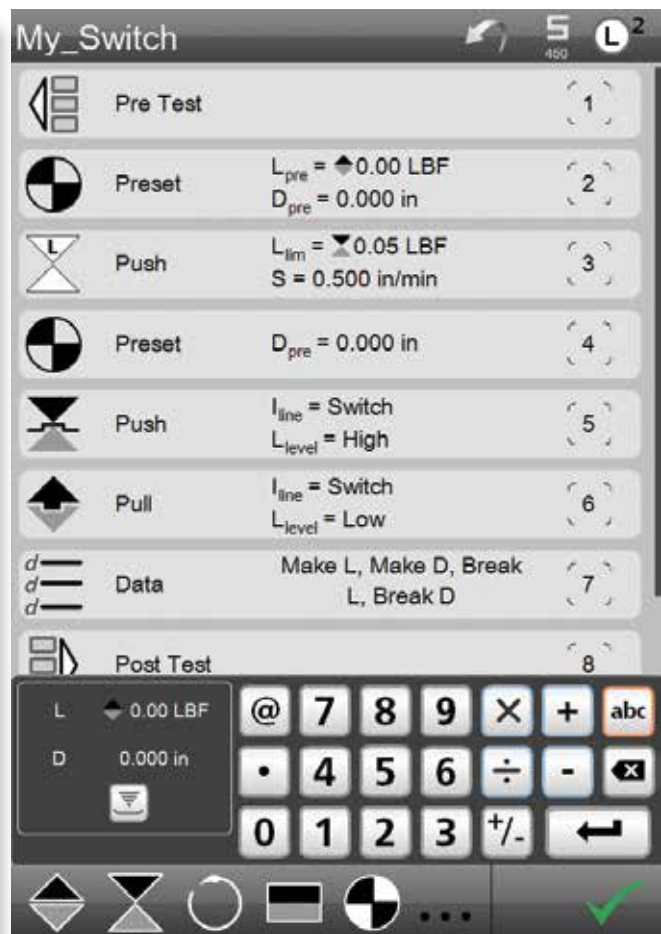 My_Switch
S
450
L 2
Pre Test
1
Preset
Lpre = 0.00 LBF
Dpre = 0.000 in
2
L
Push
Llim = 0.05 LBF
S = 0.500 in/min
3
Preset
Dpre = 0.000 in
4
Push
Iline = Switch
Llevel = High
5
Pull
Iline = Switch
Llevel = Low
6
d
d
d
Data
Make L, Make D, Break
L, Break D
7
Post Test
8
L 0.00 LBF
D 0.000 in
@ 7 8 9 × + abc
• 4 5 6 ÷ -
0 1 2 3 +/-
...